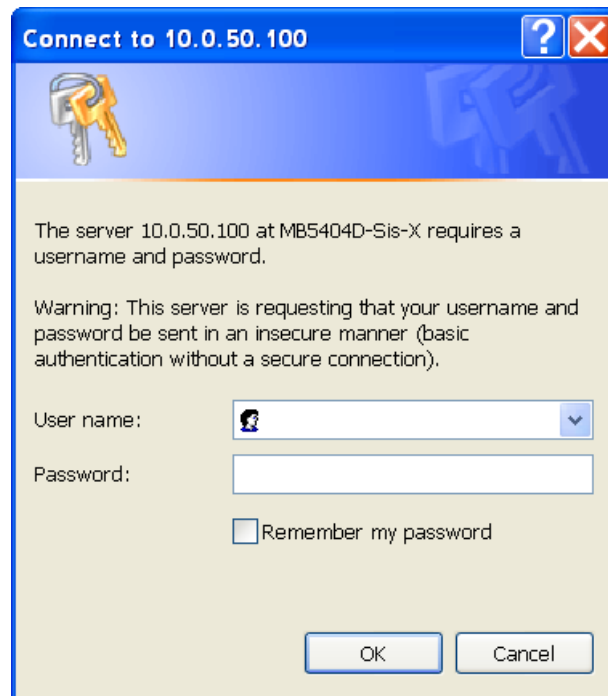 Connect to 10.0.50.100
The server 10.0.50.100 at MB5404D-Sis-X requires a
username and password.
Warning: This server is requesting that your username and
password be sent in an insecure manner (basic
authentication without a secure connection).
User name:
Password:
Remember my password
OK
Cancel